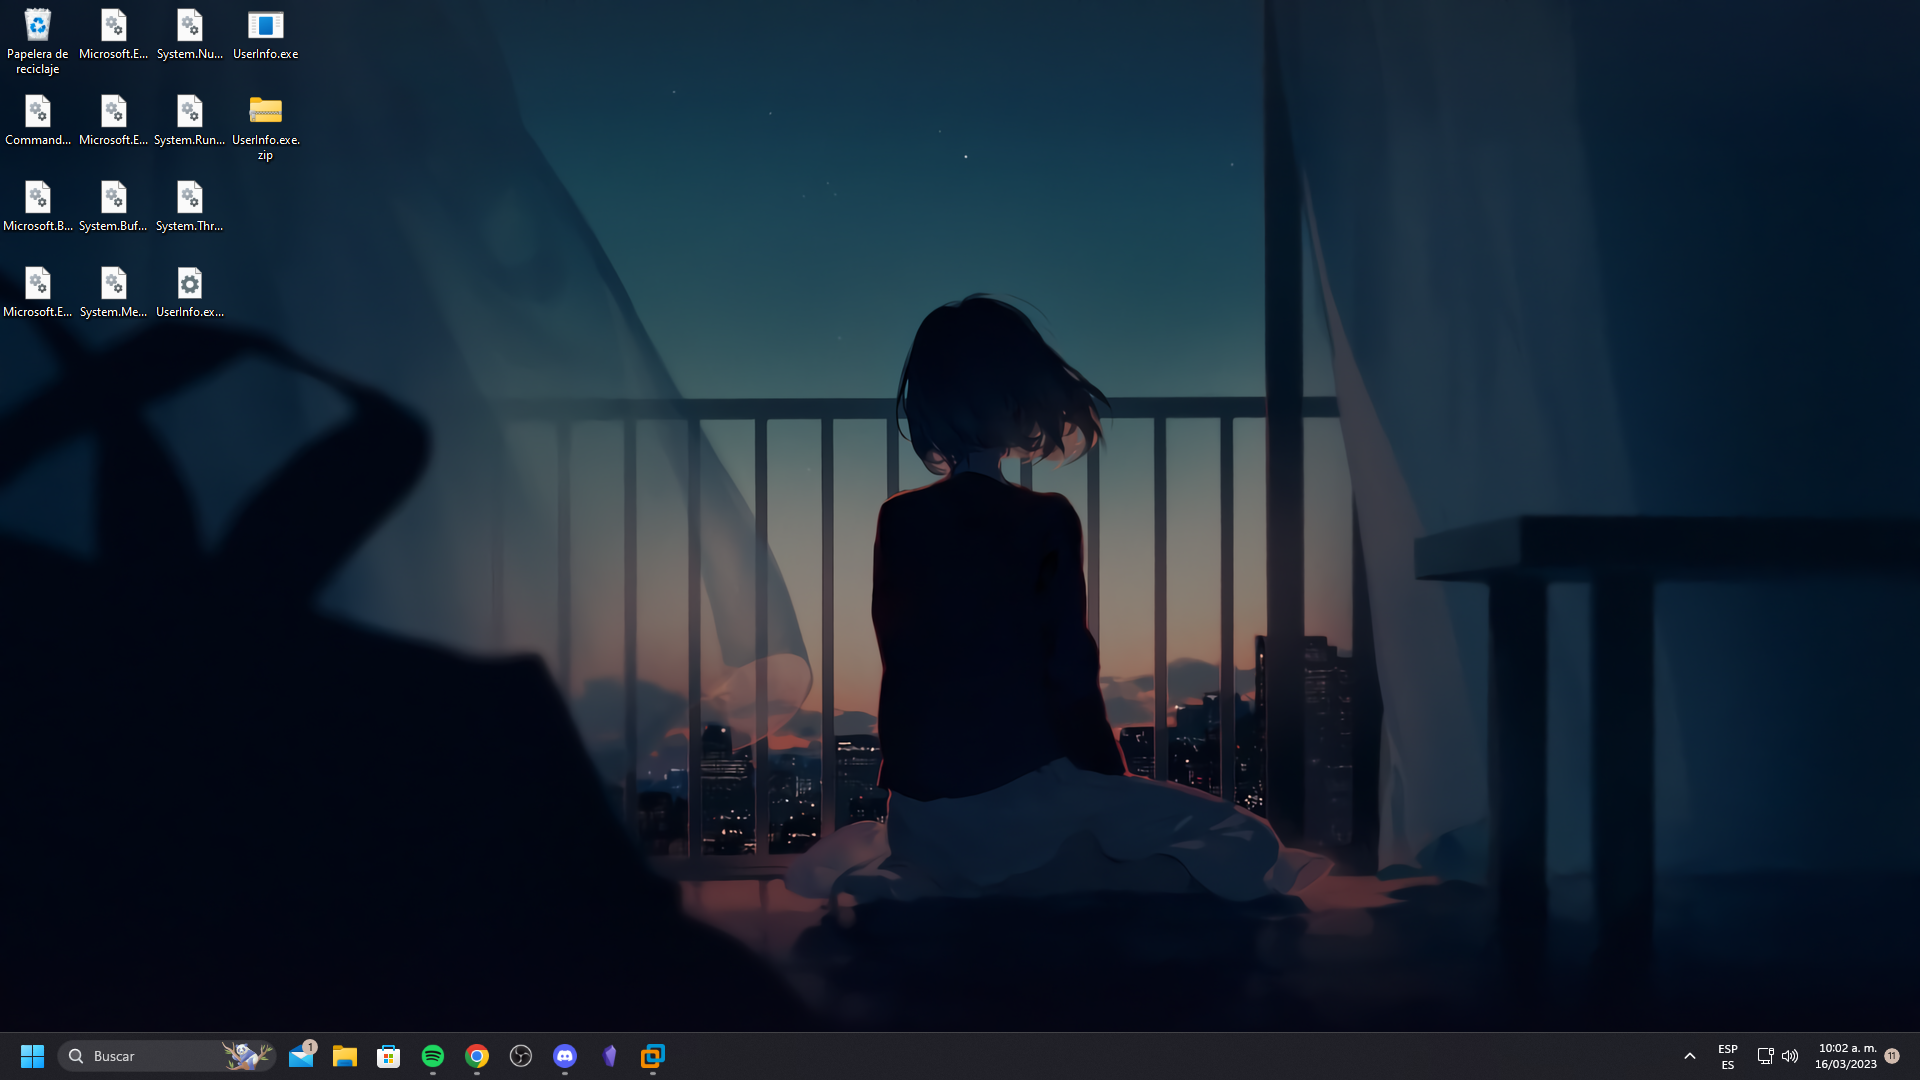 Papelera de
reciclaje
Microsoft.E...
System.Nu...
UserInfo.exe
Command...
Microsoft.E...
System.Run...
UserInfo.exe.
zip
Microsoft.B...
System.Buf...
System.Thr...
Microsoft.E...
System.Me...
UserInfo.ex...
Buscar
1
ESP
ES
10:02 a. m.
16/03/2023
11